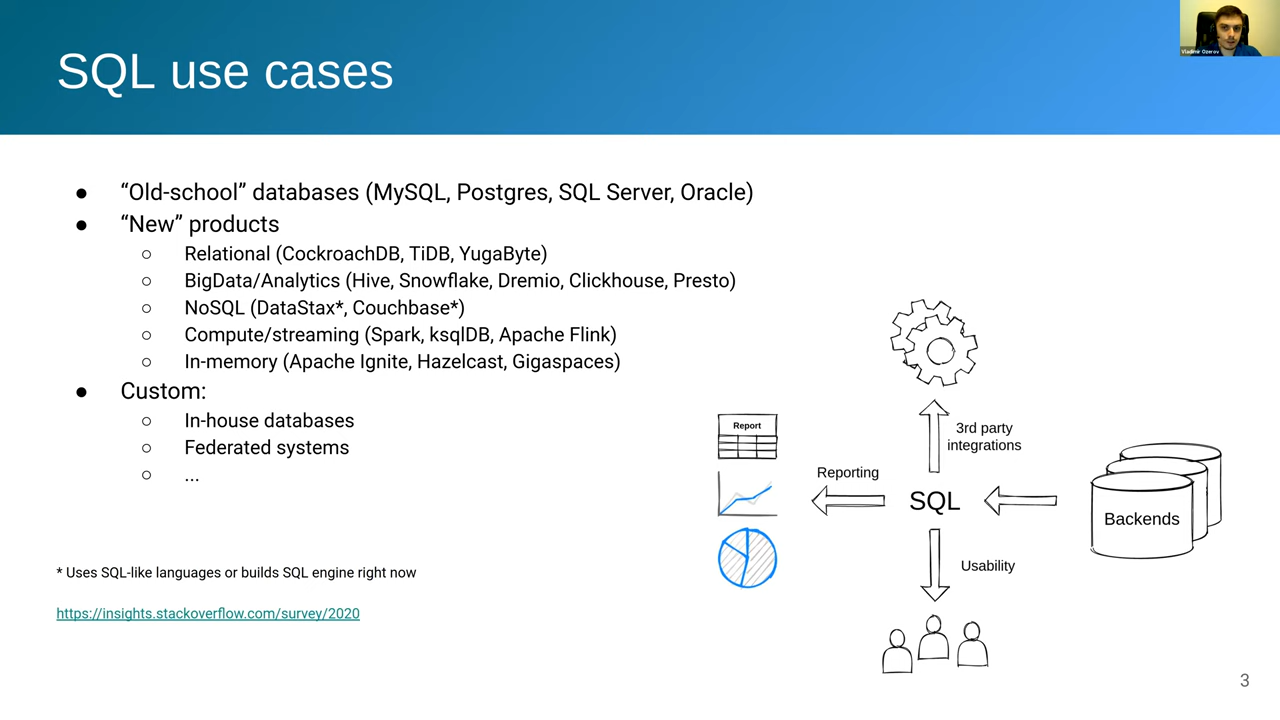 SQL use cases
Vladimir Ozerov
● “Old-school” databases (MySQL, Postgres, SQL Server, Oracle)
● “New” products
○ Relational (CockroachDB, TiDB, YugaByte)
○ BigData/Analytics (Hive, Snowflake, Dremio, Clickhouse, Presto)
○ NoSQL (DataStax*, Couchbase*)
○ Compute/streaming (Spark, ksqlDB, Apache Flink)
○ In-memory (Apache Ignite, Hazelcast, Gigaspaces)
● Custom:
○ In-house databases
○ Federated systems
○ ...
Report
3rd party
integrations
Reporting
SQL
Backends
Usability
* Uses SQL-like languages or builds SQL engine right now
https://insights.stackoverflow.com/survey/2020
3